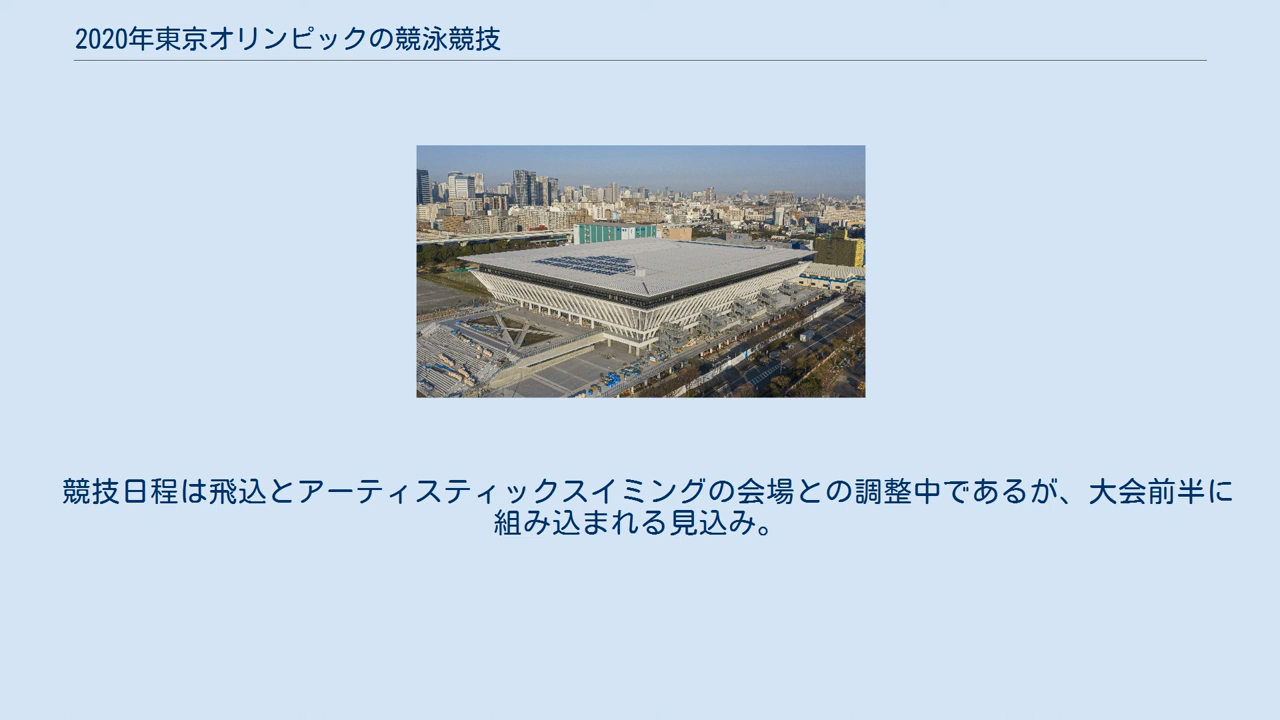 2020年東京オリンピックの競泳競技
競技日程は飛込とアーティスティックスイミングの会場との調整中であるが、大会前半に
組み込まれる見込み。